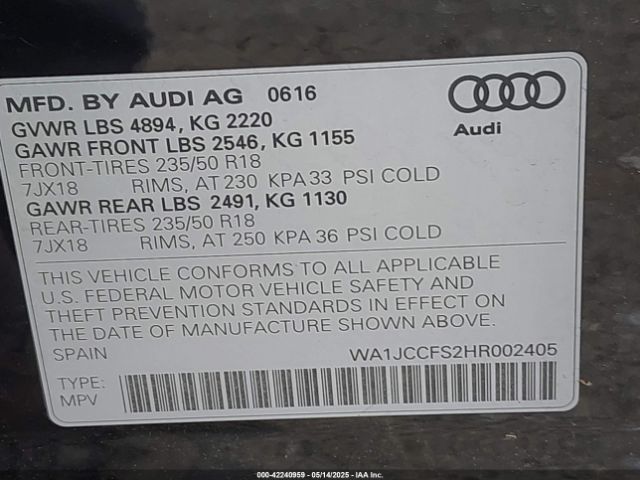 MFD. BY AUDI AG 0616
GVWR LBS 4894, KG 2220
GAWR FRONT LBS 2546, KG 1155
FRONT-TIRES 235/50 R18
7JX18 RIMS, AT 230 KPA 33 PSI COLD
GAWR REAR LBS 2491, KG 1130
REAR-TIRES 235/50 R18
7JX18 RIMS, AT 250 KPA 36 PSI COLD
Audi
THIS VEHICLE CONFORMS TO ALL APPLICABLE
U.S. FEDERAL MOTOR VEHICLE SAFETY AND
THEFT PREVENTION STANDARDS IN EFFECT ON
THE DATE OF MANUFACTURE SHOWN ABOVE.
SPAIN WA1JCCFS2HR002405
TYPE:
MPV
000-42240959 - 05/14/2025 - IAA Inc.